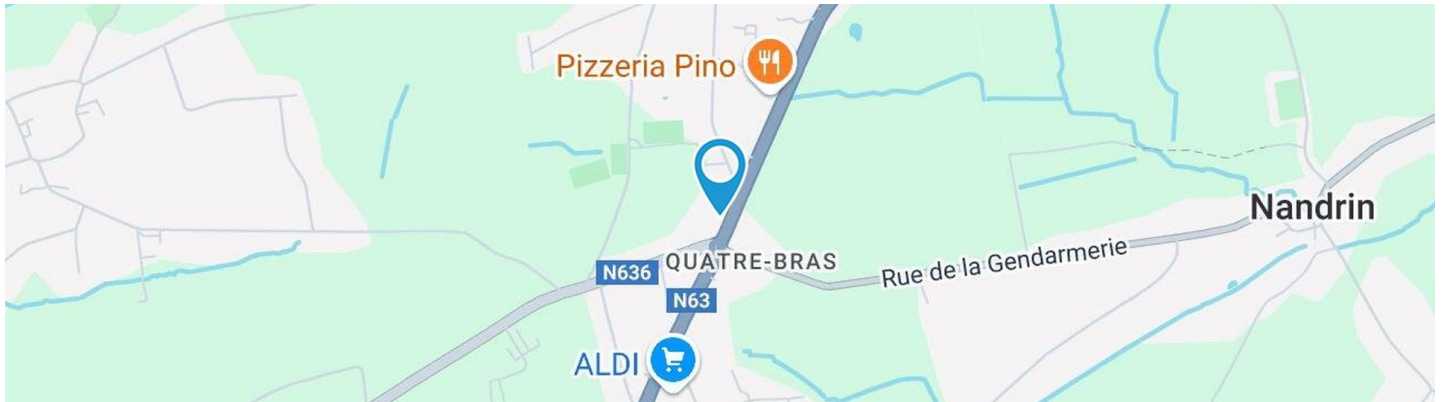 Pizzeria Pino
Nandrin
Rue de la Gendarmerie
QUATRE-BRAS
N636
N63
ALDI